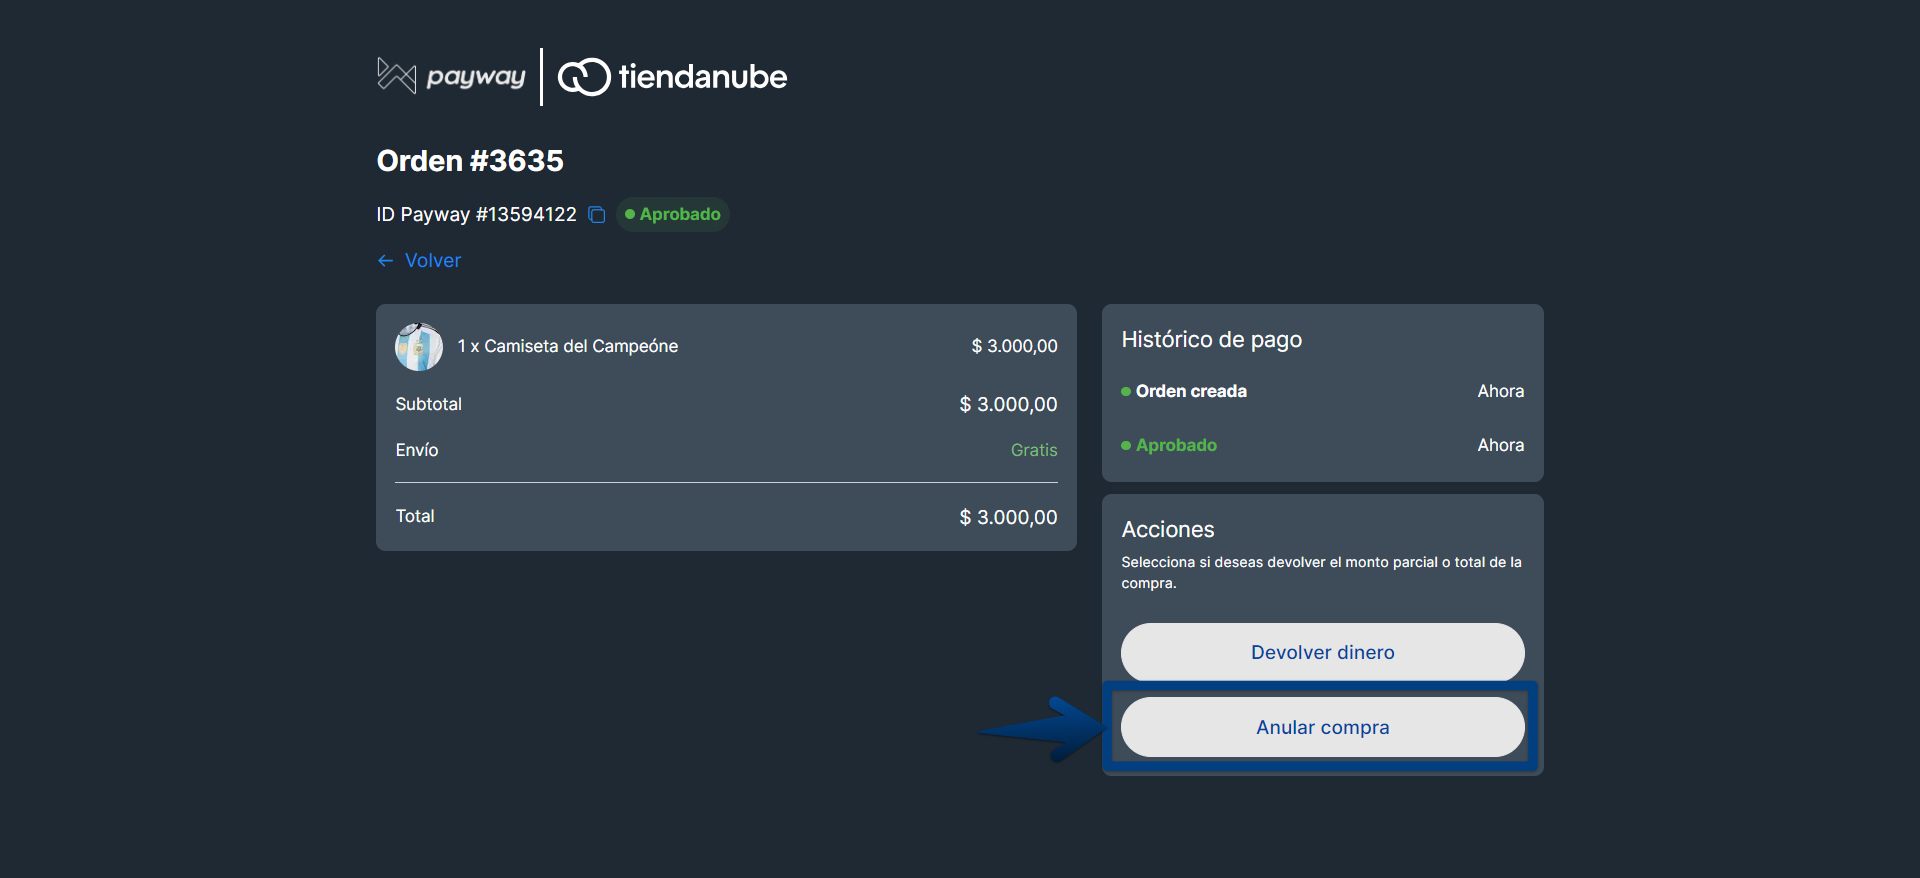 payway | tiendanube
Orden #3635
ID Payway #13594122 Aprobado
← Volver
1 x Camiseta del Campeóne $ 3.000,00
Subtotal $ 3.000,00
Envío Gratis
Total $ 3.000,00
Histórico de pago
Orden creada Ahora
Aprobado Ahora
Acciones
Selecciona si deseas devolver el monto parcial o total de la
compra.
Devolver dinero
Anular compra